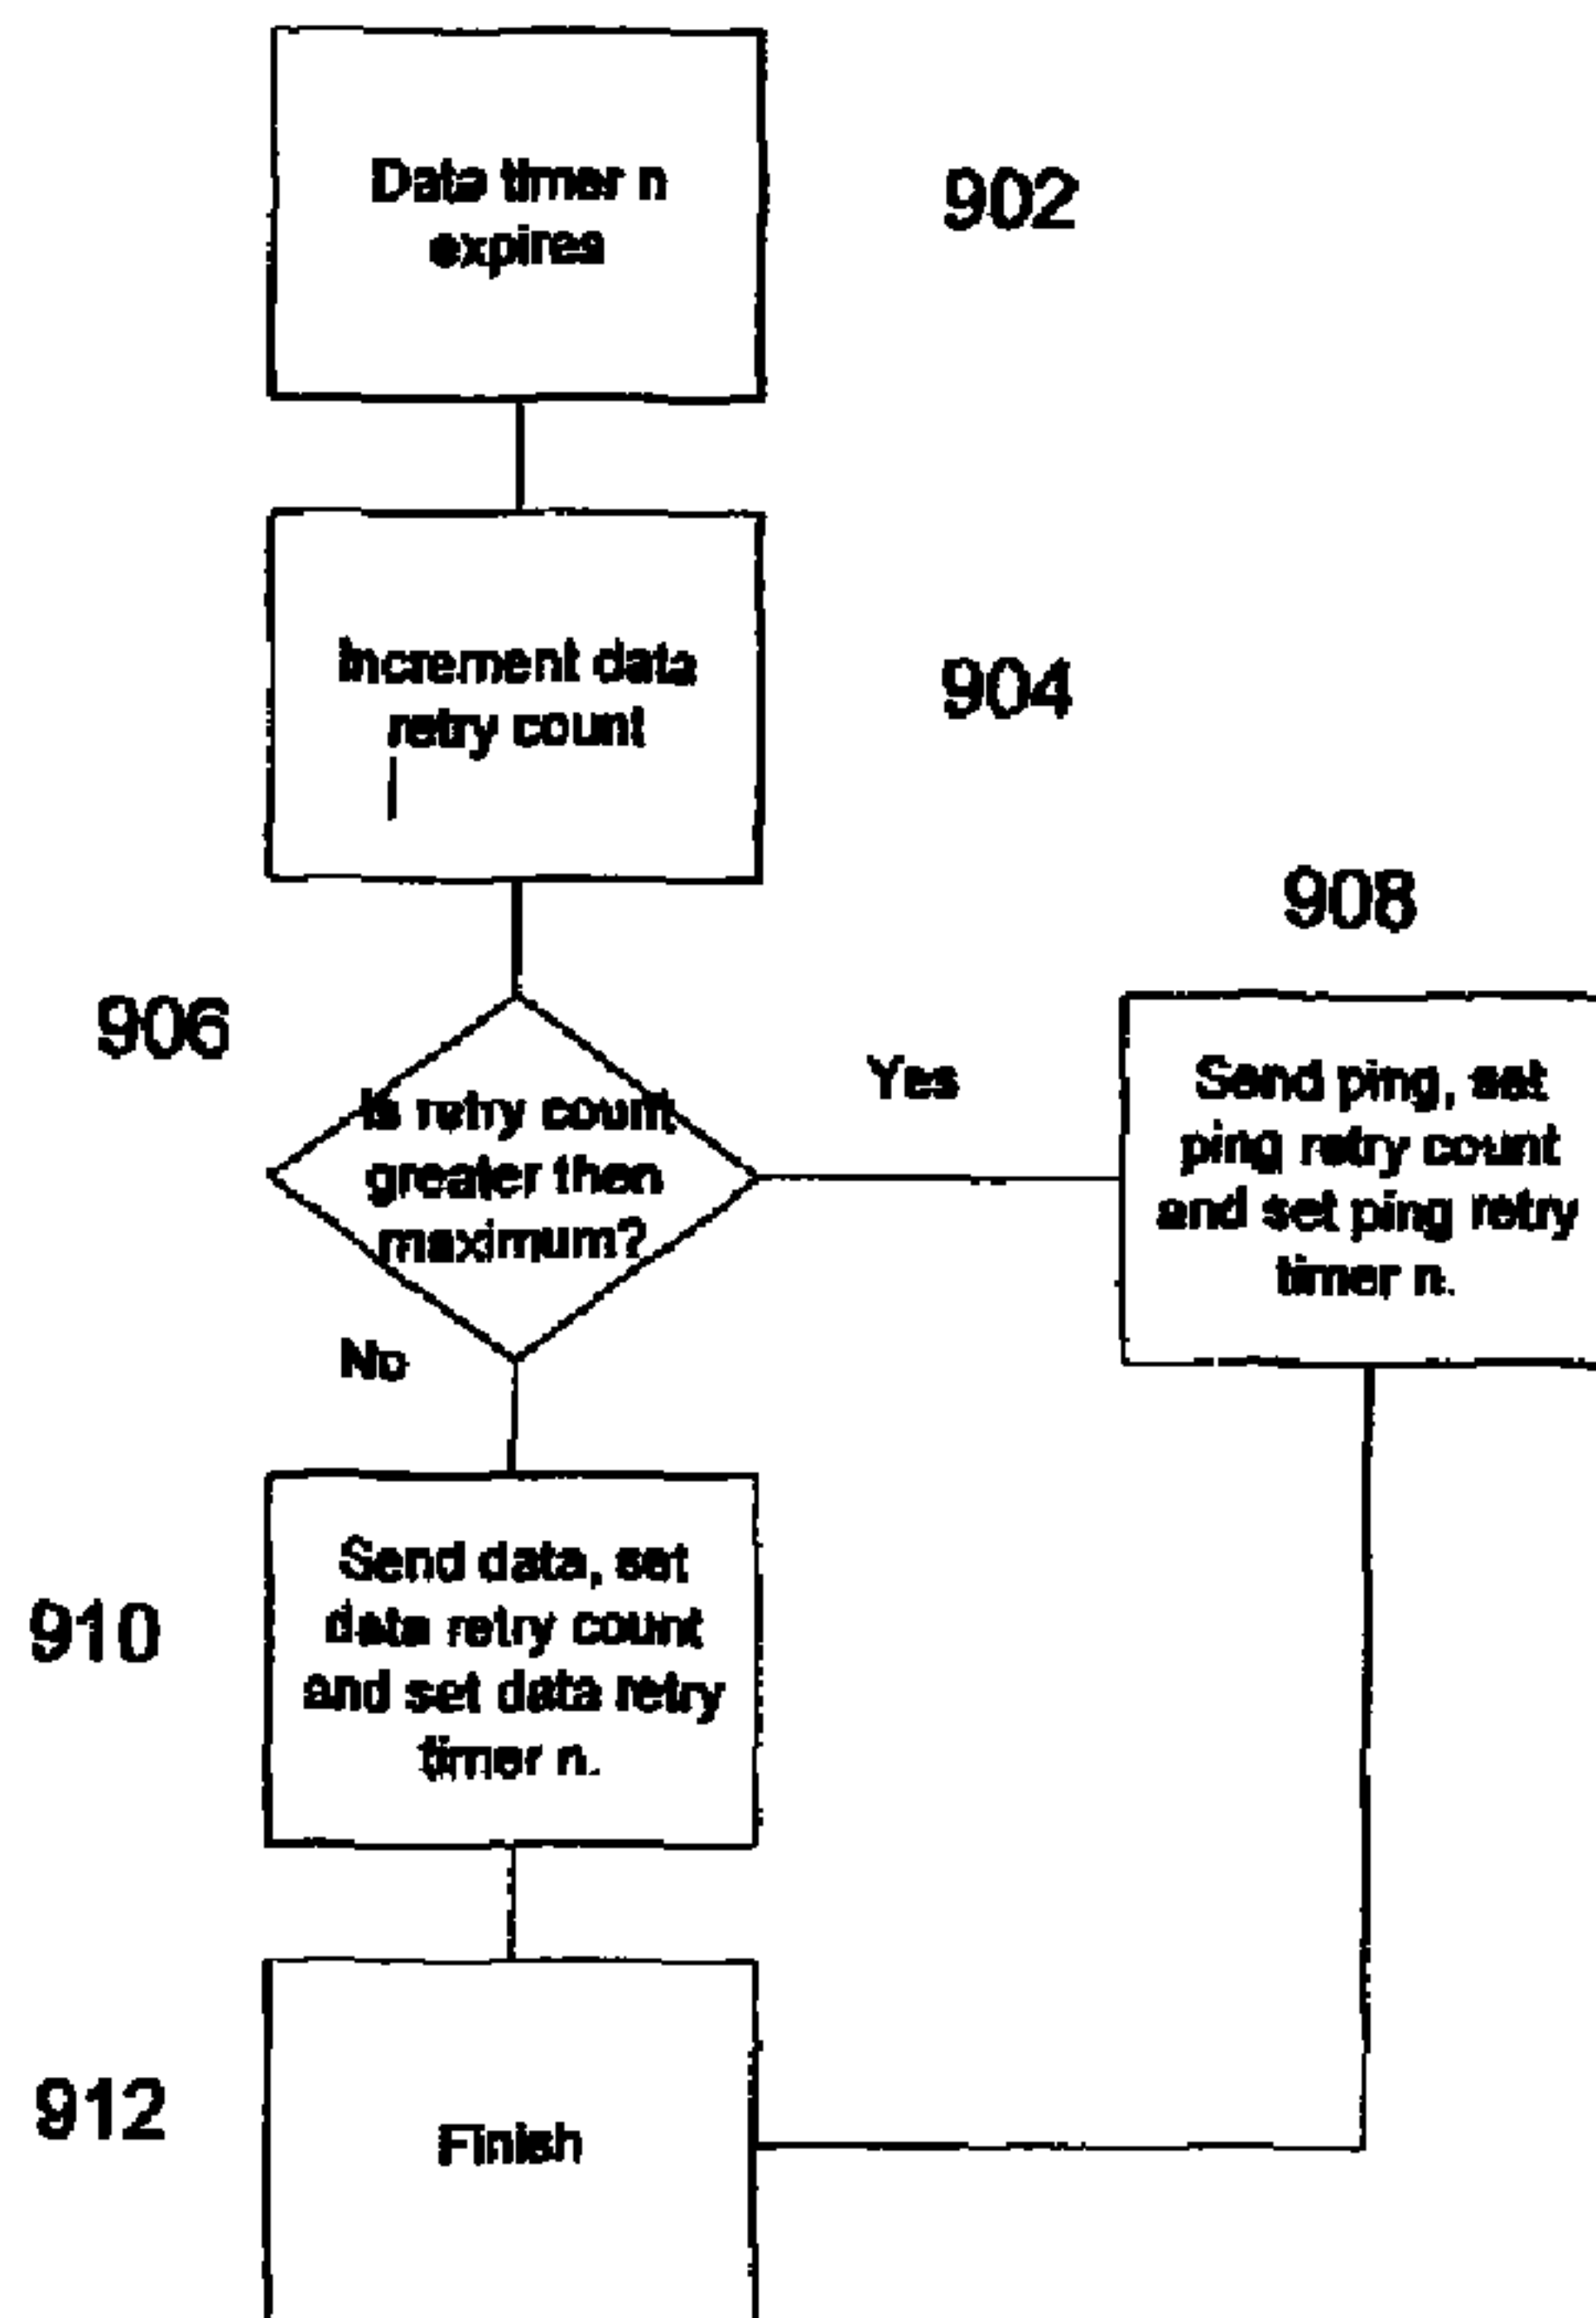 Data timer n
expires
902
Increment data
retry count
904
906
Is retry count
greater then
maximum?
Yes
908
Send ping, set
ping retry count
and set ping retry
timer n.
No
910
Send data, set
data retry count
and set data retry
timer n.
912
Finish